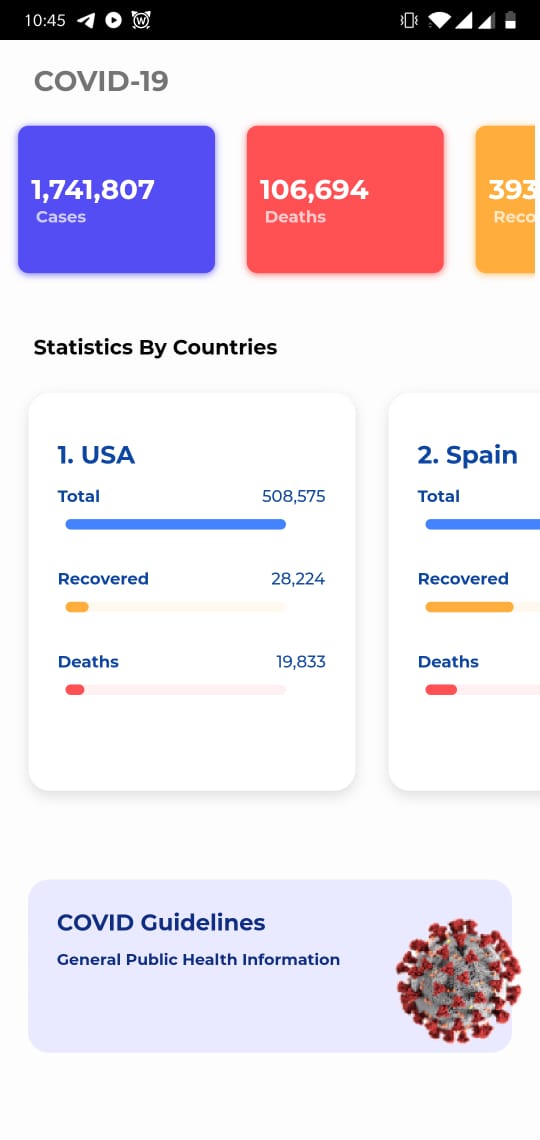 10:45
COVID-19
1,741,807
Cases
106,694
Deaths
393
Reco
Statistics By Countries
1. USA
Total 508,575
Recovered 28,224
Deaths 19,833
2. Spain
Total
Recovered
Deaths
COVID Guidelines
General Public Health Information